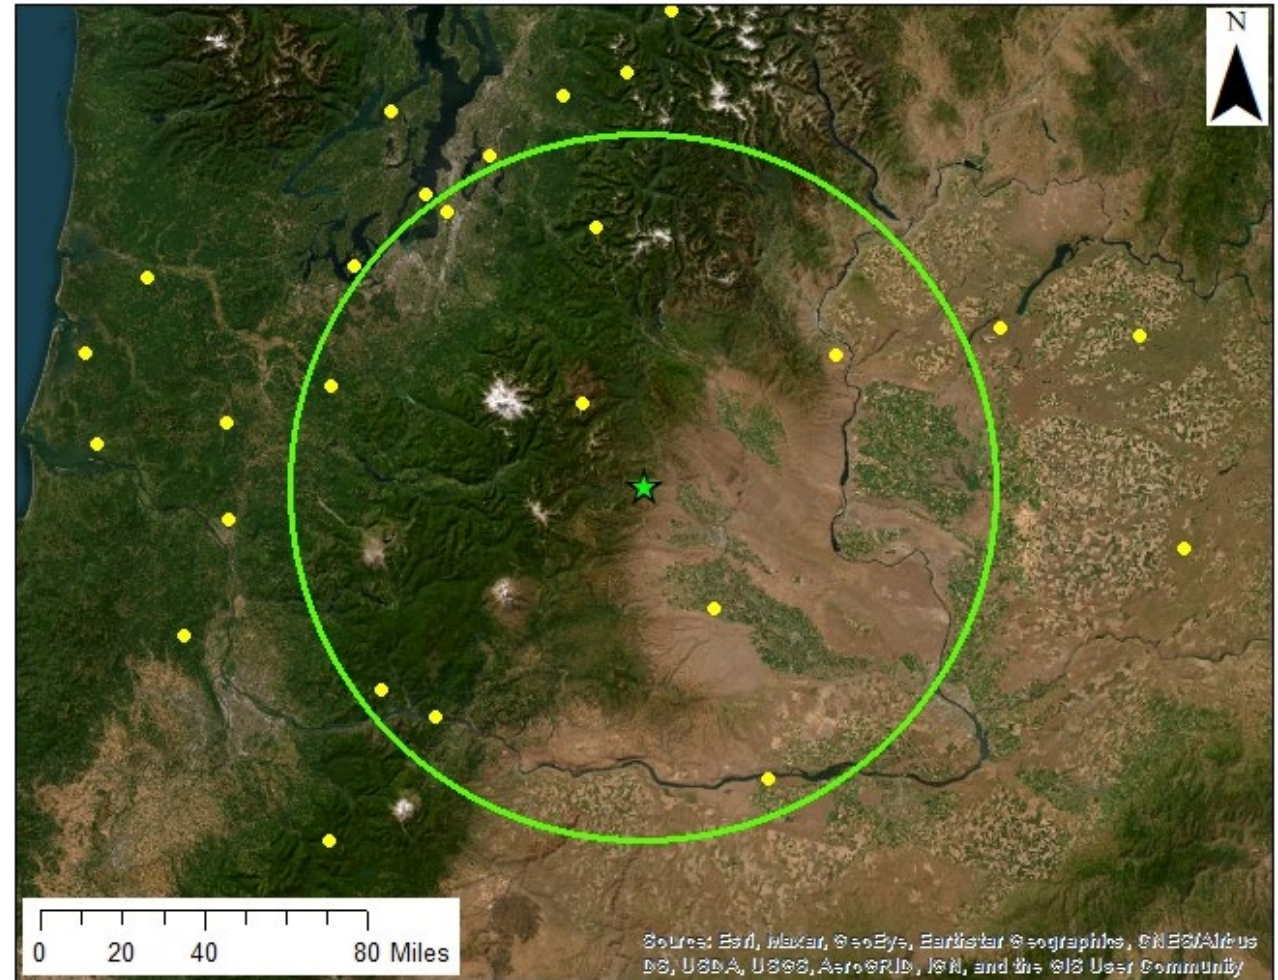 N
0 20 40 80 Miles
Source: Esri, Maxar, GeoEye, Earthstar Geographics, CNES/Airbus
DS, USDA, USGS, AeroGRID, IGN, and the GIS User Community